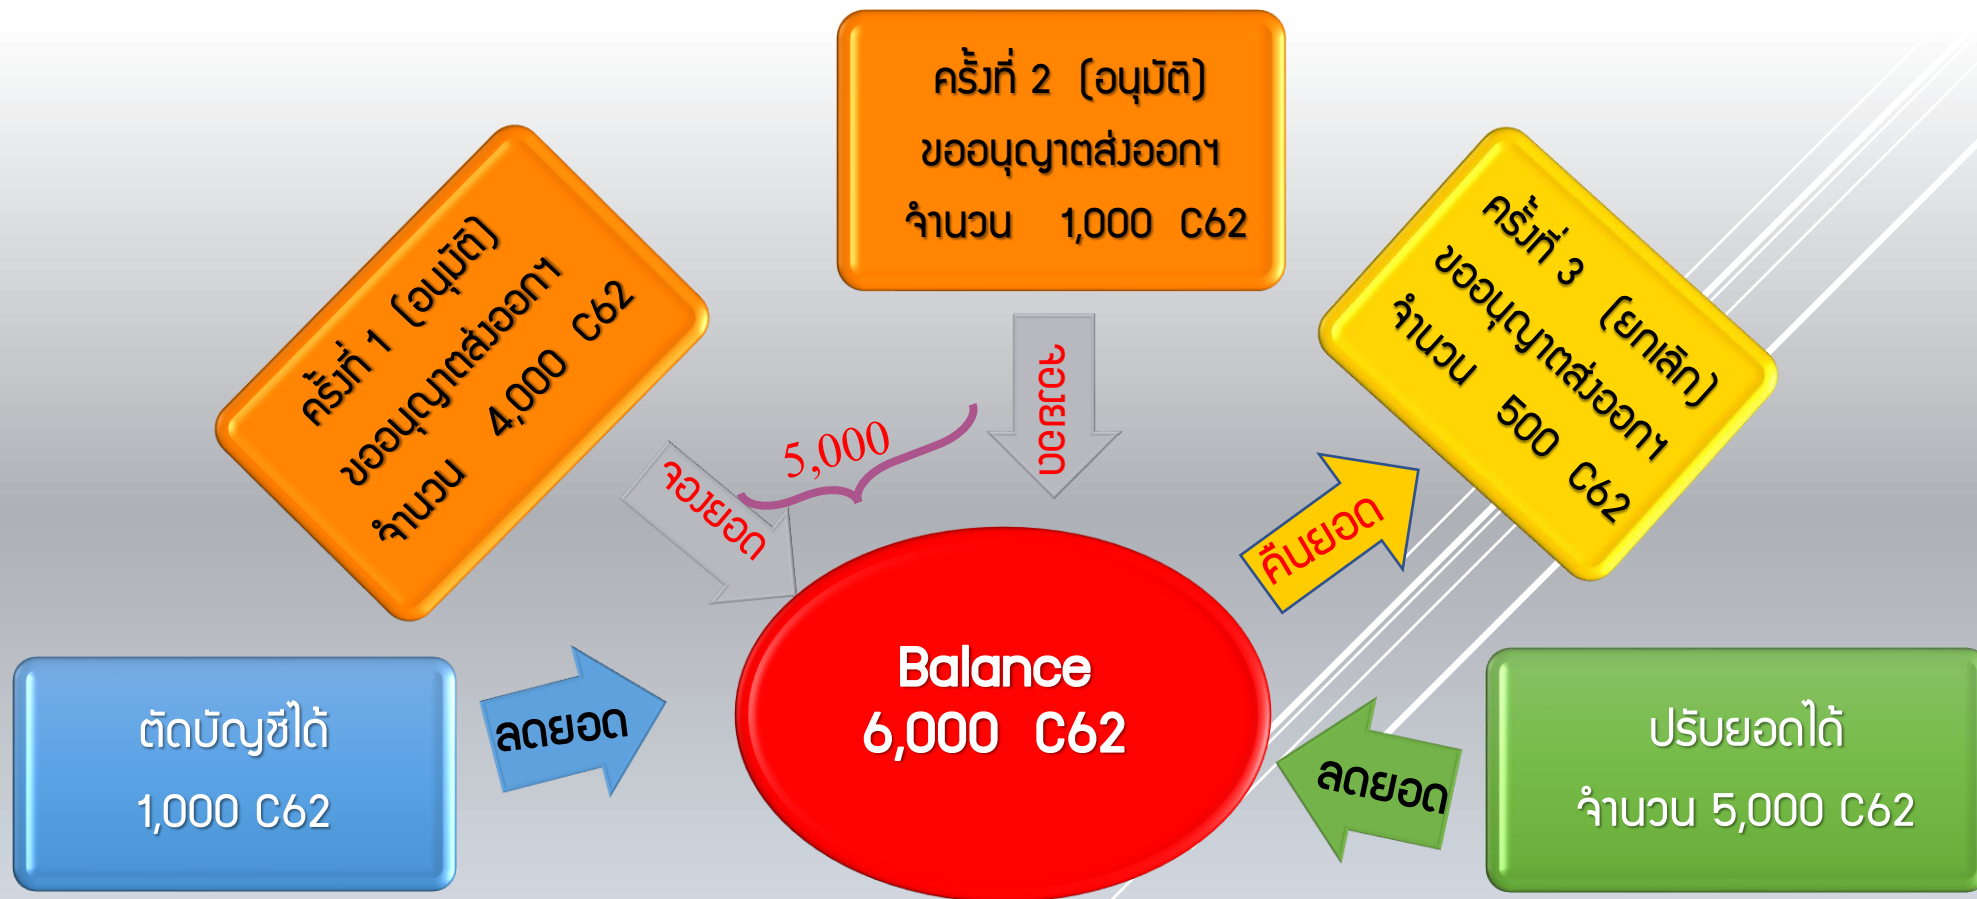 ครั้งที่ 2 (อนุมัติ)
ขออนุญาตส่งออกฯ
จำนวน 1,000 C62
ครั้งที่ 1 (อนุมัติ)
ขออนุญาตส่งออกฯ
จำนวน 4,000 C62
ครั้งที่ 3 (ยกเลิก)
ขออนุญาตส่งออกฯ
จำนวน 500 C62
จองยอด
5,000
จองยอด
คืนยอด
Balance
6,000 C62
ตัดบัญชีได้
1,000 C62
ลดยอด
ลดยอด
ปรับยอดได้
จำนวน 5,000 C62